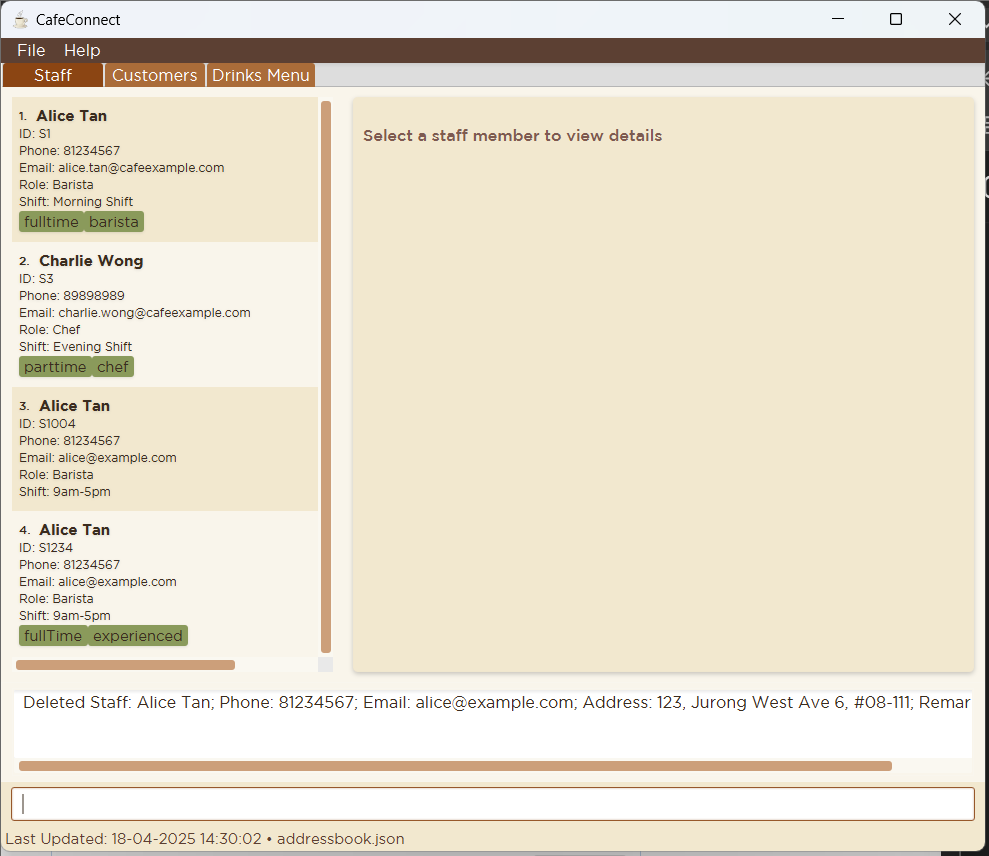 CafeConnect
File Help
Staff Customers Drinks Menu
1. Alice Tan
ID: S1
Phone: 81234567
Email: alice.tan@cafeexample.com
Role: Barista
Shift: Morning Shift
fulltime barista
2. Charlie Wong
ID: S3
Phone: 89898989
Email: charlie.wong@cafeexample.com
Role: Chef
Shift: Evening Shift
parttime chef
3. Alice Tan
ID: S1004
Phone: 81234567
Email: alice@example.com
Role: Barista
Shift: 9am-5pm
4. Alice Tan
ID: S1234
Phone: 81234567
Email: alice@example.com
Role: Barista
Shift: 9am-5pm
fullTime experienced
Select a staff member to view details
Deleted Staff: Alice Tan; Phone: 81234567; Email: alice@example.com; Address: 123, Jurong West Ave 6, #08-111; Remar
Last Updated: 18-04-2025 14:30:02 • addressbook.json